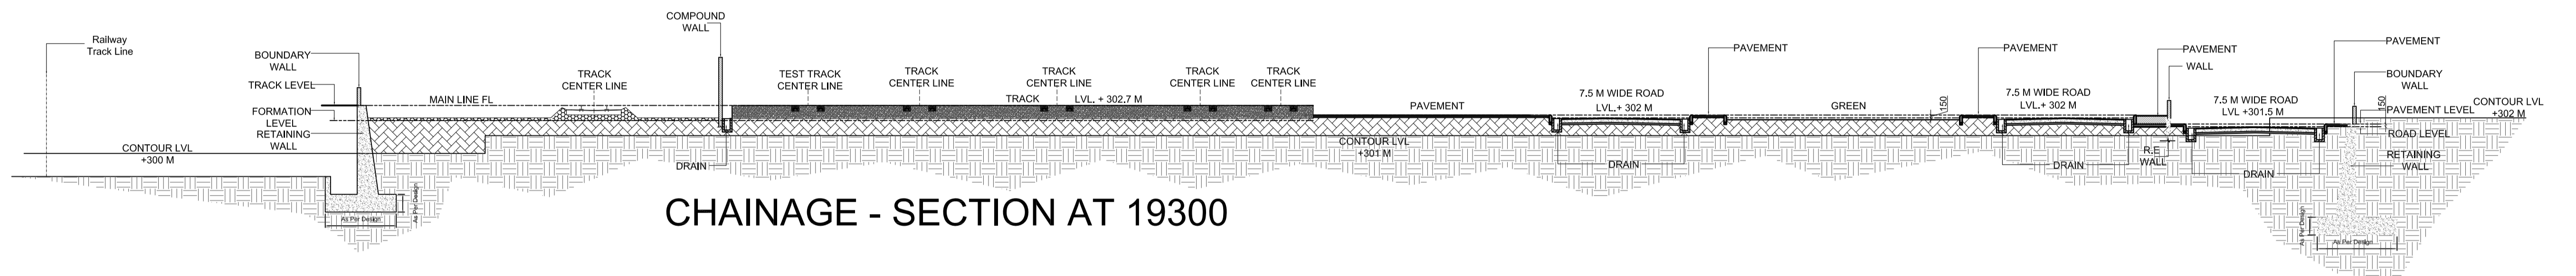 Railway
Track Line
BOUNDARY
WALL
TRACK LEVEL
FORMATION
LEVEL
RETAINING
WALL
CONTOUR LVL
+300 M
As Per Design
As Per Design
MAIN LINE FL
TRACK
CENTER LINE
COMPOUND
WALL
DRAIN
TEST TRACK
CENTER LINE
TRACK
CENTER LINE
TRACK
CENTER LINE
TRACK
LVL. + 302.7 M
TRACK
CENTER LINE
TRACK
CENTER LINE
PAVEMENT
CONTOUR LVL
+301 M
7.5 M WIDE ROAD
LVL.+ 302 M
DRAIN
PAVEMENT
GREEN
150
PAVEMENT
7.5 M WIDE ROAD
LVL.+ 302 M
DRAIN
PAVEMENT
WALL
R.E
WALL
7.5 M WIDE ROAD
LVL +301.5 M
DRAIN
PAVEMENT
BOUNDARY
WALL
150
PAVEMENT LEVEL
CONTOUR LVL
+302 M
ROAD LEVEL
RETAINING
WALL
As Per Design
As Per Design
CHAINAGE - SECTION AT 19300